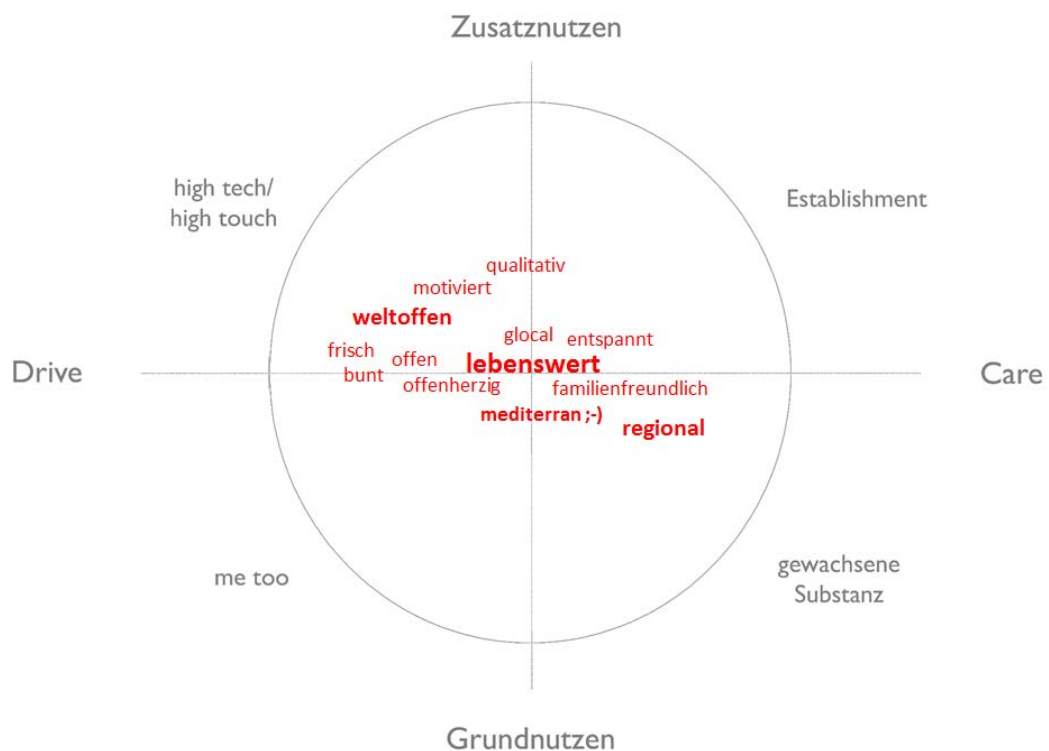 Zusatznutzen
high tech/
high touch
Establishment
qualitativ
motiviert
weltoffen
glocal
entspannt
frisch
offen
lebenswert
Drive
bunt
offenherzig
familienfreundlich
Care
mediterran ;-)
regional
me too
gewachsene
Substanz
Grundnutzen